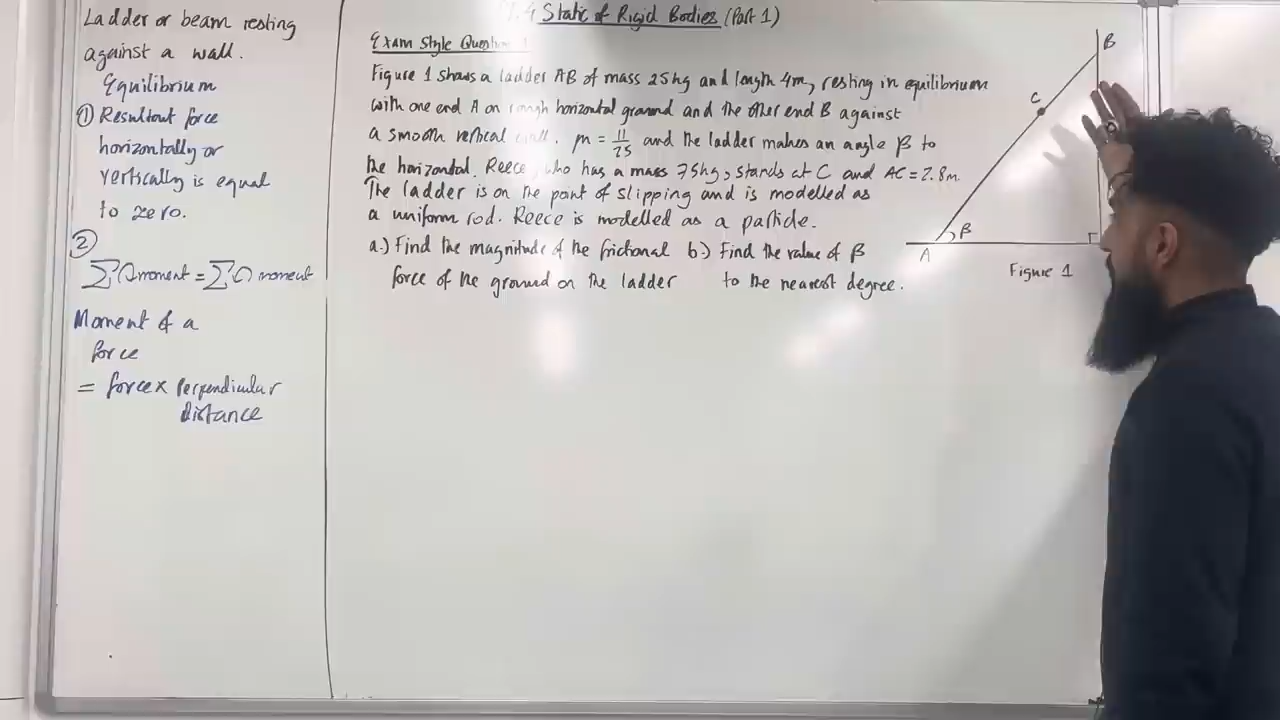 Ladder or beam resting
against a wall.
Equilibrium
① Resultant force
horizontally or
vertically is equal
to zero.
②
∑↻moment = ∑↺moment
Moment of a
force
= force x Perpendicular
distance
Static of Rigid Bodies (Part 1)
Exam Style Question
Figure 1 shows a ladder AB of mass 25kg and length 4m, resting in equilibrium
with one end A on rough horizontal ground and the other end B against
a smooth vertical wall. μ = 11/25 and the ladder makes an angle β to
the horizontal. Reece, who has a mass 75kg, stands at C and AC = 2.8m.
The ladder is on the point of slipping and is modelled as
a uniform rod. Reece is modelled as a particle.
a.) Find the magnitude of the frictional
force of the ground on the ladder
b.) Find the value of β
to the nearest degree.
B
C
A
β
Figure 1